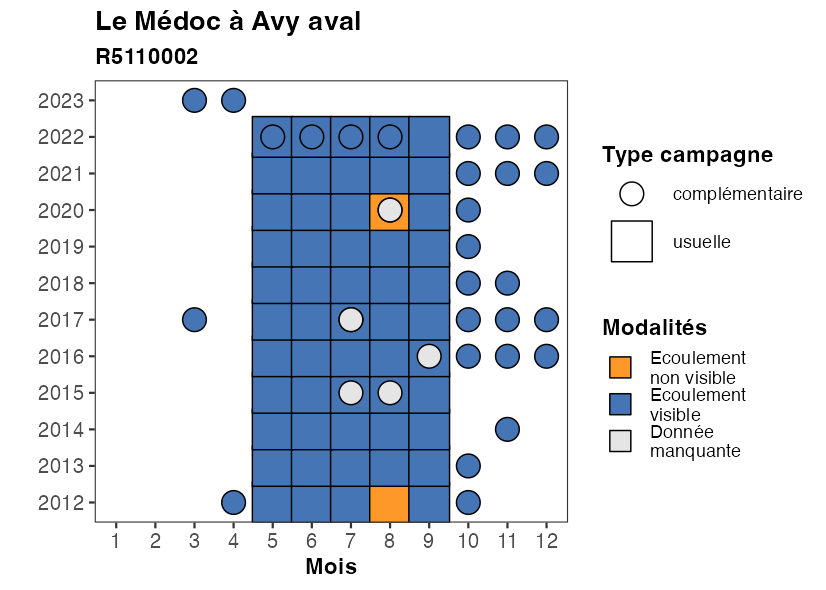 Le Médoc à Avy aval
R5110002
2023
2022
2021
2020
2019
2018
2017
2016
2015
2014
2013
2012
1 2 3 4 5 6 7 8 9 10 11 12
Mois
Type campagne
complémentaire
usuelle
Modalités
Ecoulement
non visible
Ecoulement
visible
Donnée
manquante